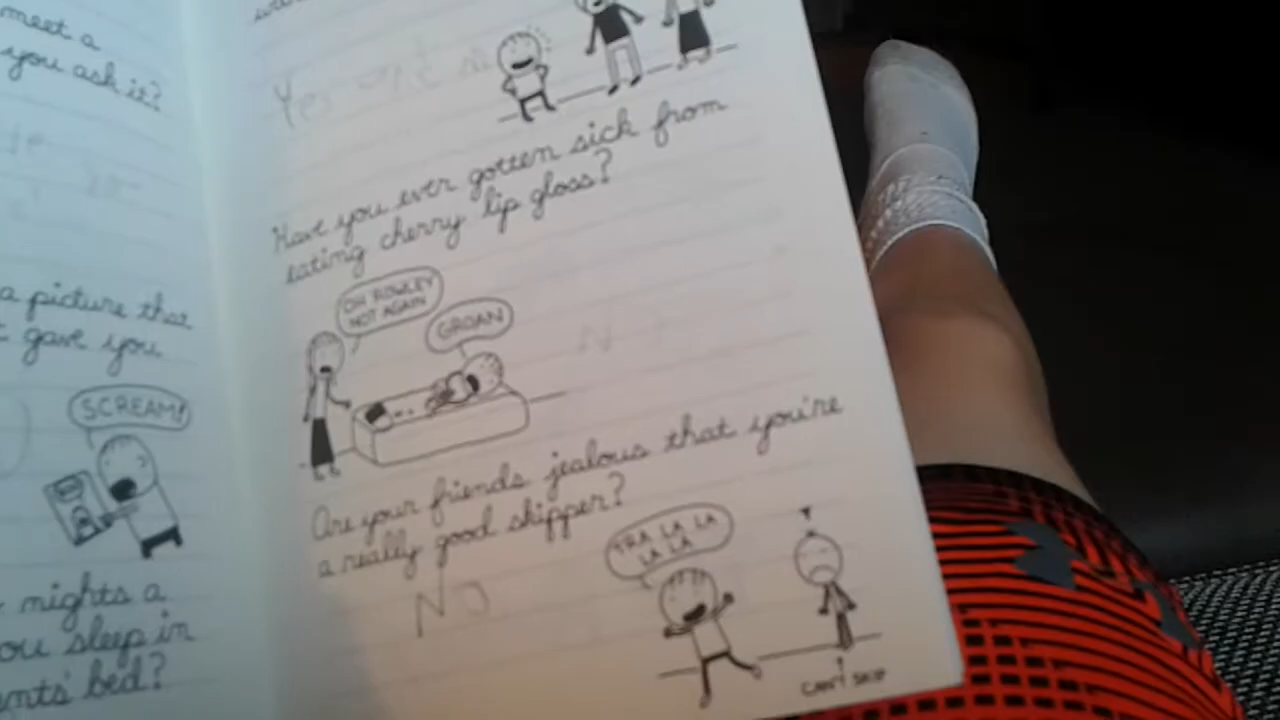 meet a
you ask it?
a picture that
gave you
SCREAM!
nights a
you sleep in
bed?
Yes
Have you ever gotten sick from
eating cherry lip gloss?
OH ROWLEY
NOT AGAIN
GROAN
Are your friends jealous that you're
a really good skipper?
NO
TRA LA LA
LA LA
CAN'T SKIP